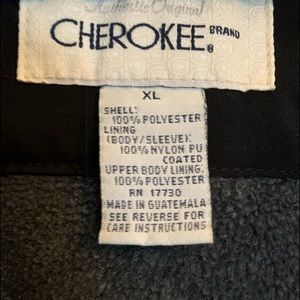 Authentic Original
CHEROKEE BRAND ®
XL
SHELL:
100% POLYESTER
LINING
(BODY/SLEEVE):
100% NYLON PU
COATED
UPPER BODY LINING:
100% POLYESTER
RN 17730
MADE IN GUATEMALA
SEE REVERSE FOR
CARE INSTRUCTIONS